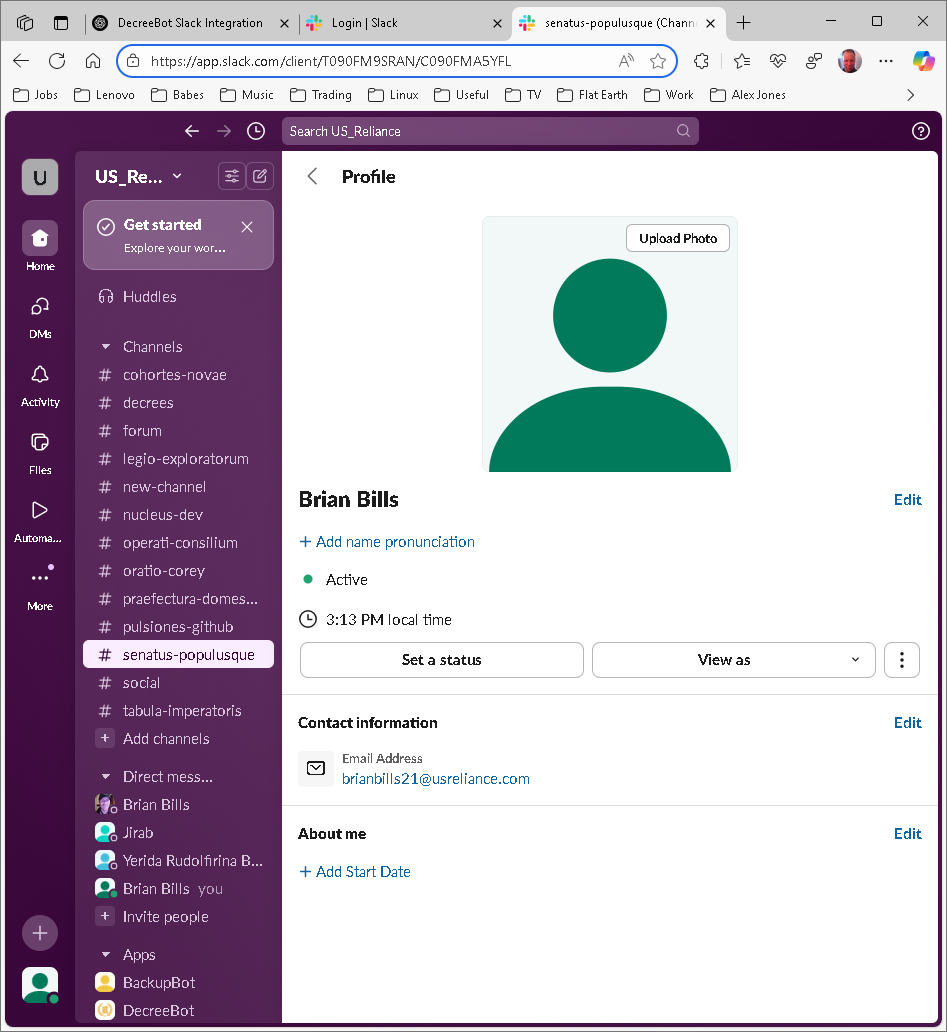 DecreeBot Slack Integration
Login | Slack
senatus-populusque (Chann
https://app.slack.com/client/T090FM9SRAN/C090FMA5YFL
Jobs
Lenovo
Babes
Music
Trading
Linux
Useful
TV
Flat Earth
Work
Alex Jones
Search US_Reliance
U
US_Re...
Get started
Explore your wor...
Home
DMs
Activity
Files
Automa...
More
Huddles
Channels
# cohortes-novae
# decrees
# forum
# legio-exploratorum
# new-channel
# nucleus-dev
# operati-consilium
# oratio-corey
# praefectura-domes...
# pulsiones-github
# senatus-populusque
# social
# tabula-imperatoris
+ Add channels
Direct mess...
Brian Bills
Jirab
Yerida Rudolfirina B...
Brian Bills you
+ Invite people
Apps
BackupBot
DecreeBot
Profile
Upload Photo
Brian Bills
Edit
+ Add name pronunciation
Active
3:13 PM local time
Set a status
View as
Contact information
Edit
Email Address
brianbills21@usreliance.com
About me
Edit
+ Add Start Date